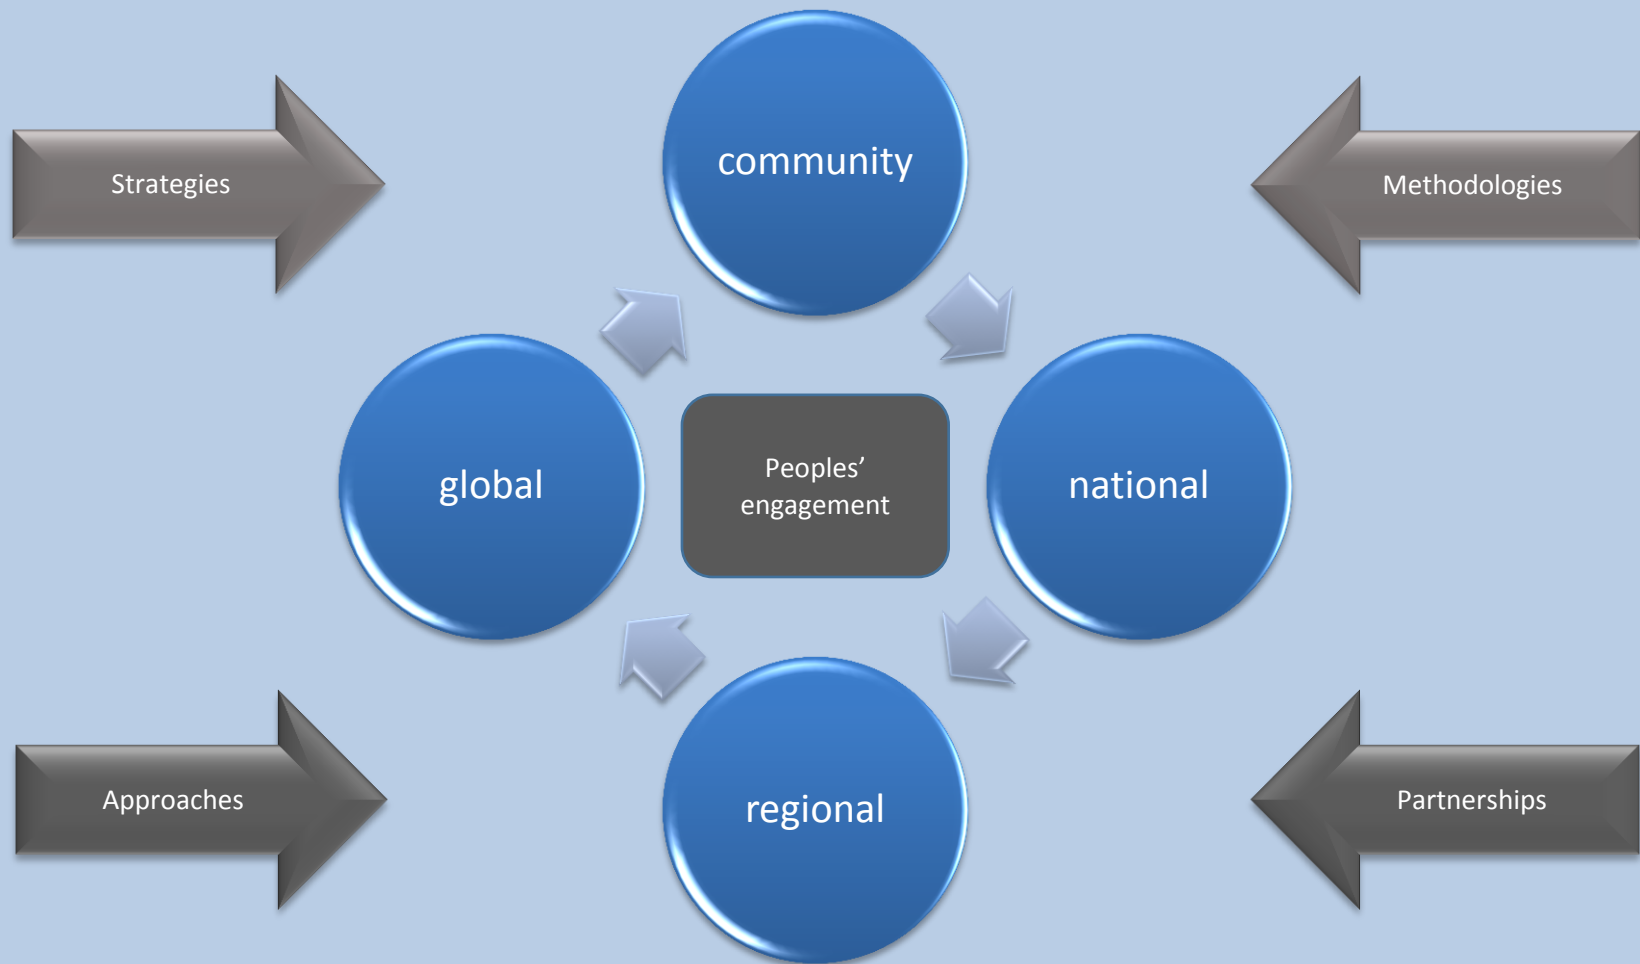 community
Strategies
Methodologies
global
Peoples’
engagement
national
Approaches
regional
Partnerships